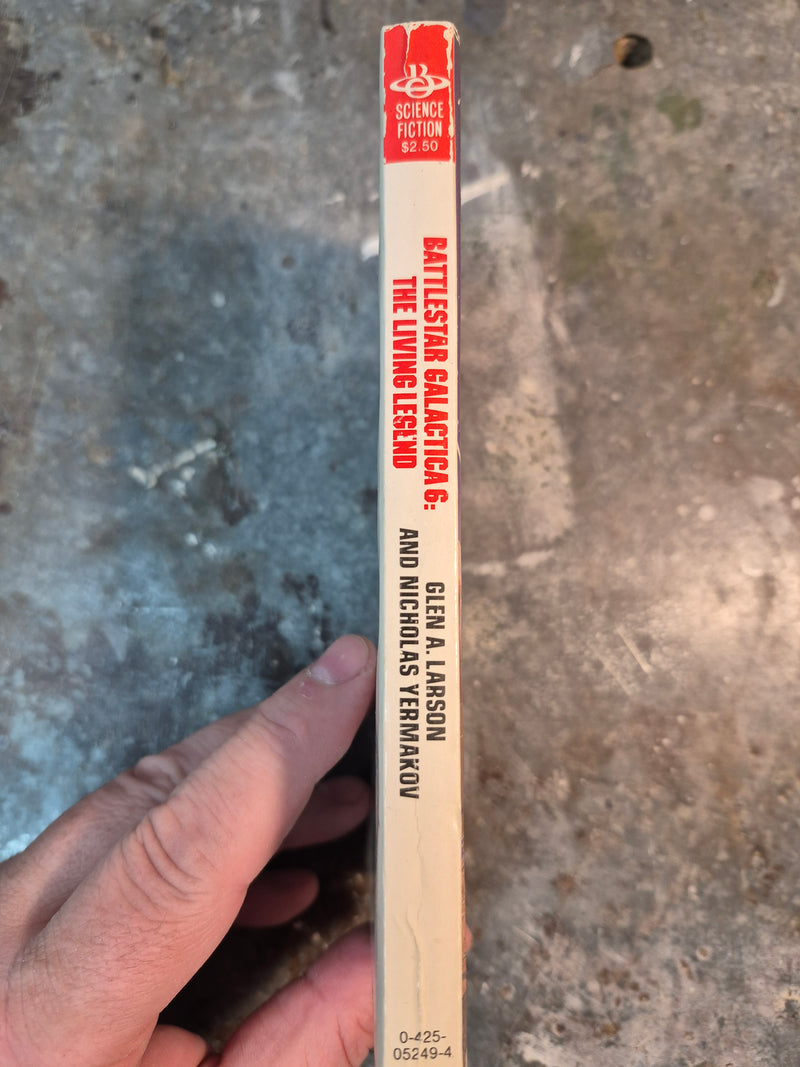 B
SCIENCE
FICTION
$2.50
BATTLESTAR GALACTICA 6:
THE LIVING LEGEND
GLEN A. LARSON
AND NICHOLAS YERMAKOV
0-425-
05249-4